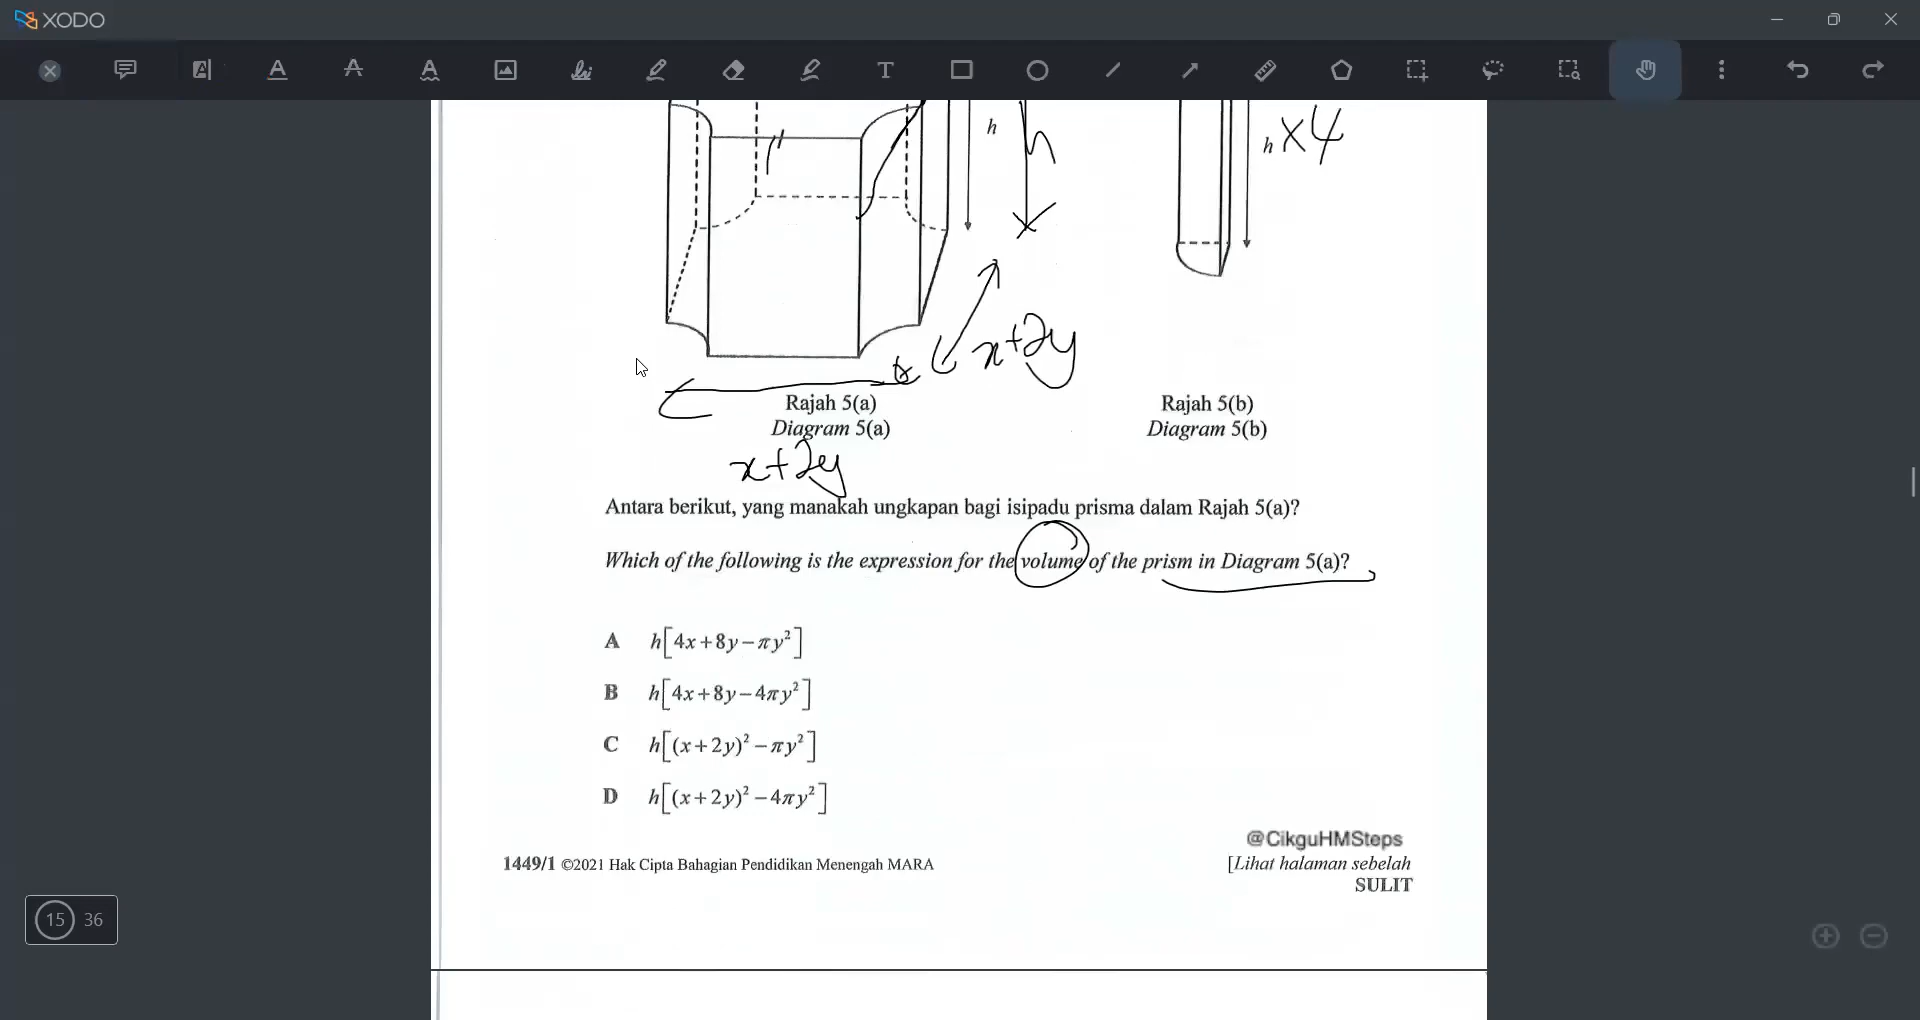 XODO
h
h
h ×4
x+2y
Rajah 5(a)
Diagram 5(a)
Rajah 5(b)
Diagram 5(b)
x+2y
Antara berikut, yang manakah ungkapan bagi isipadu prisma dalam Rajah 5(a)?
Which of the following is the expression for the volume of the prism in Diagram 5(a)?
A h[4x+8y−πy²]
B h[4x+8y−4πy²]
C h[(x+2y)²−πy²]
D h[(x+2y)²−4πy²]
@CikguHMSteps
1449/1 ©2021 Hak Cipta Bahagian Pendidikan Menengah MARA
[Lihat halaman sebelah
SULIT
15 36